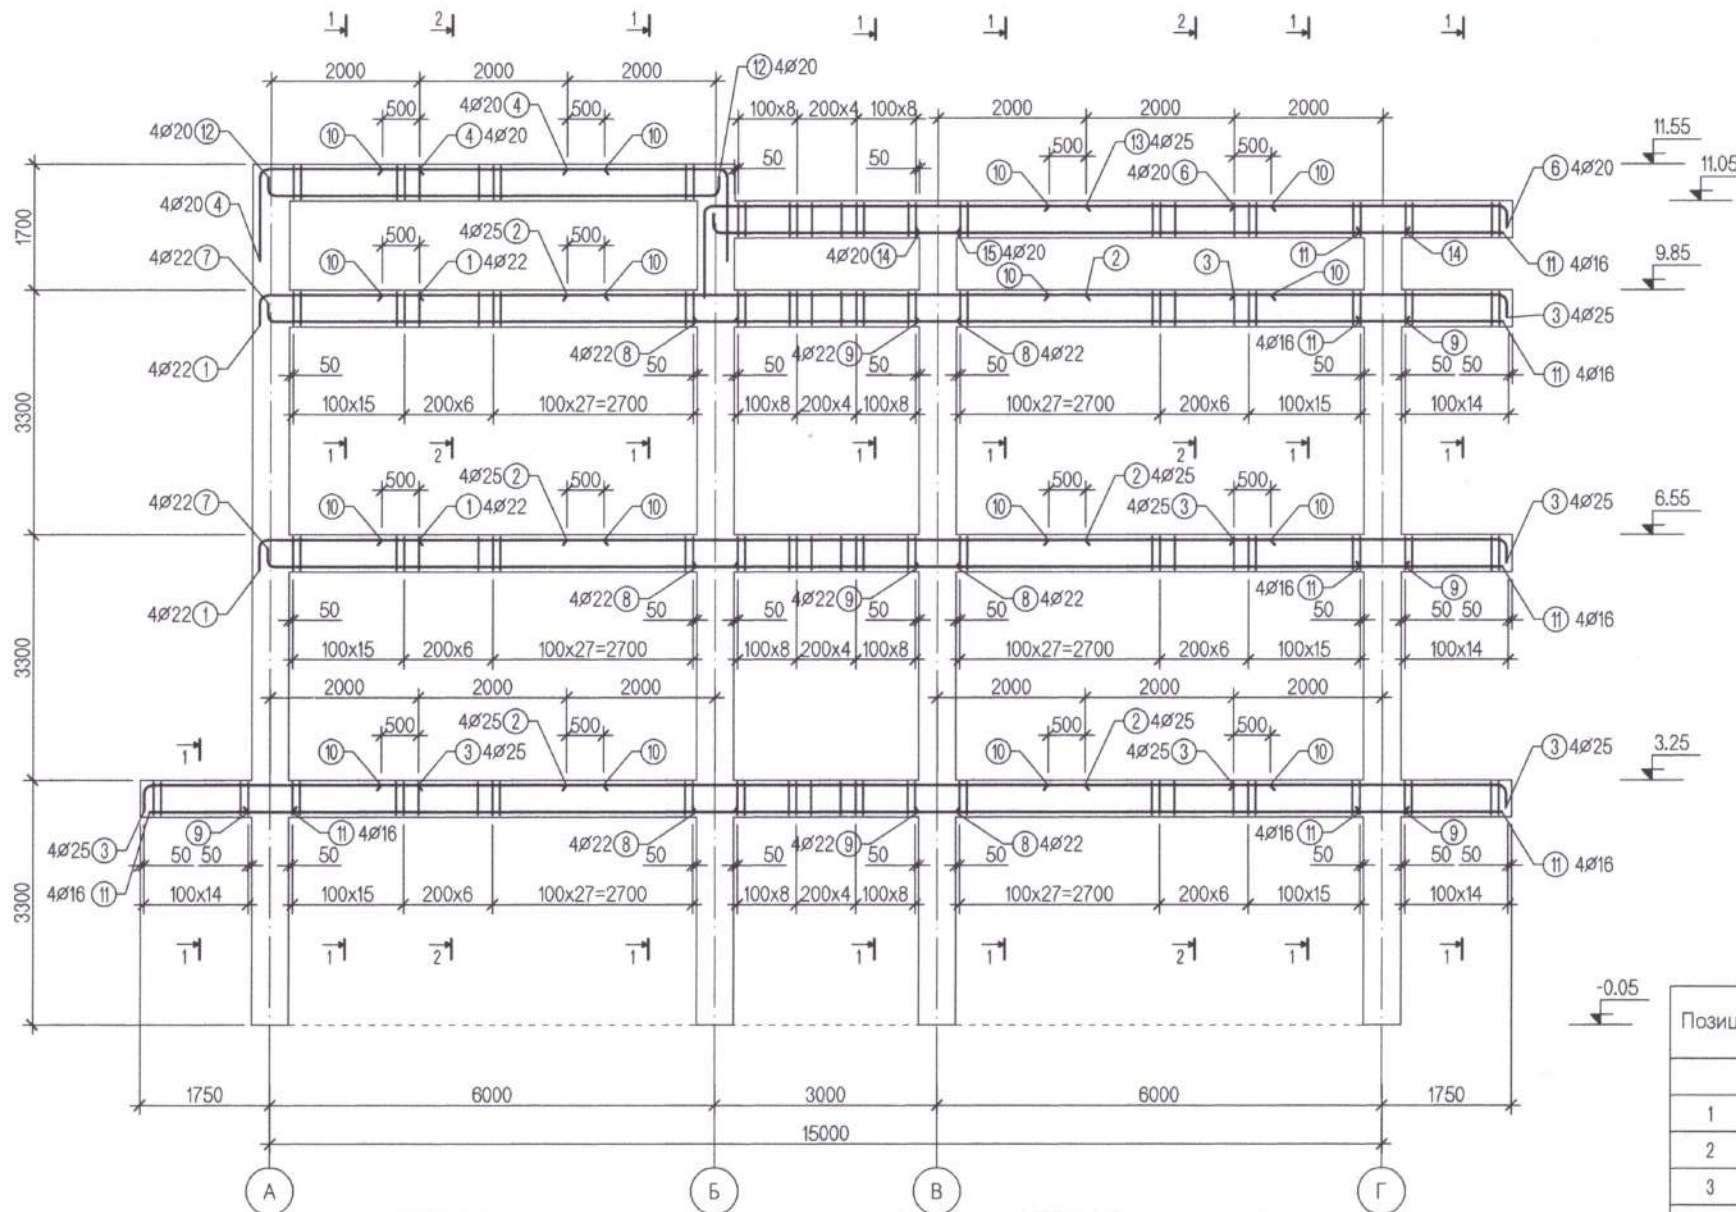 1 2 1 1 1 2 1 1
2000 2000 2000 12 4ø20
500 4ø20 4 500 100x8 200x4 100x8 2000 2000 2000
4ø20 12 10 4 4ø20 10 50 50 500 13 4ø25 500 11.55
10 4ø20 6 10 6 4ø20 11.05
4ø20 4
1700
500 4ø25 2 500 4ø20 14 15 4ø20 11 14 11 4ø16
4ø22 7 10 1 4ø22 10 10 2 3 10 9.85
3 4ø25
4ø22 1 4ø22 8 4ø22 9 8 4ø22 4ø16 11 9
50 50 50 50 50 50 50 50 11 4ø16
3300
100x15 200x6 100x27=2700 100x8 200x4 100x8 100x27=2700 200x6 100x15 100x14
1 2 1 1 1 2 1 1
500 4ø25 2 500 500 2 4ø25 500
4ø22 7 10 1 4ø22 10 10 4ø25 3 10 3 4ø25 6.55
4ø22 1 4ø22 8 4ø22 9 8 4ø22 4ø16 11 9
50 50 50 50 50 50 50 50 11 4ø16
3300
100x15 200x6 100x27=2700 100x8 200x4 100x8 100x27=2700 200x6 100x15 100x14
2000 2000 2000 2000 2000 2000
500 4ø25 2 500 500 2 4ø25 500
1 10 3 4ø25 10 10 4ø25 3 10 3 4ø25 3.25
4ø25 3 9 11 4ø16 4ø22 8 4ø22 9 8 4ø22 4ø16 11 9
50 50 50 50 50 50 50 50 50 50 11 4ø16
3300
4ø16 11 100x14 100x15 200x6 100x27=2700 100x8 200x4 100x8 100x27=2700 200x6 100x15 100x14
1 1 2 1 1 1 2 1 1
-0.05
Позиц
1750 6000 3000 6000 1750
1
15000
2
3
А Б В Г